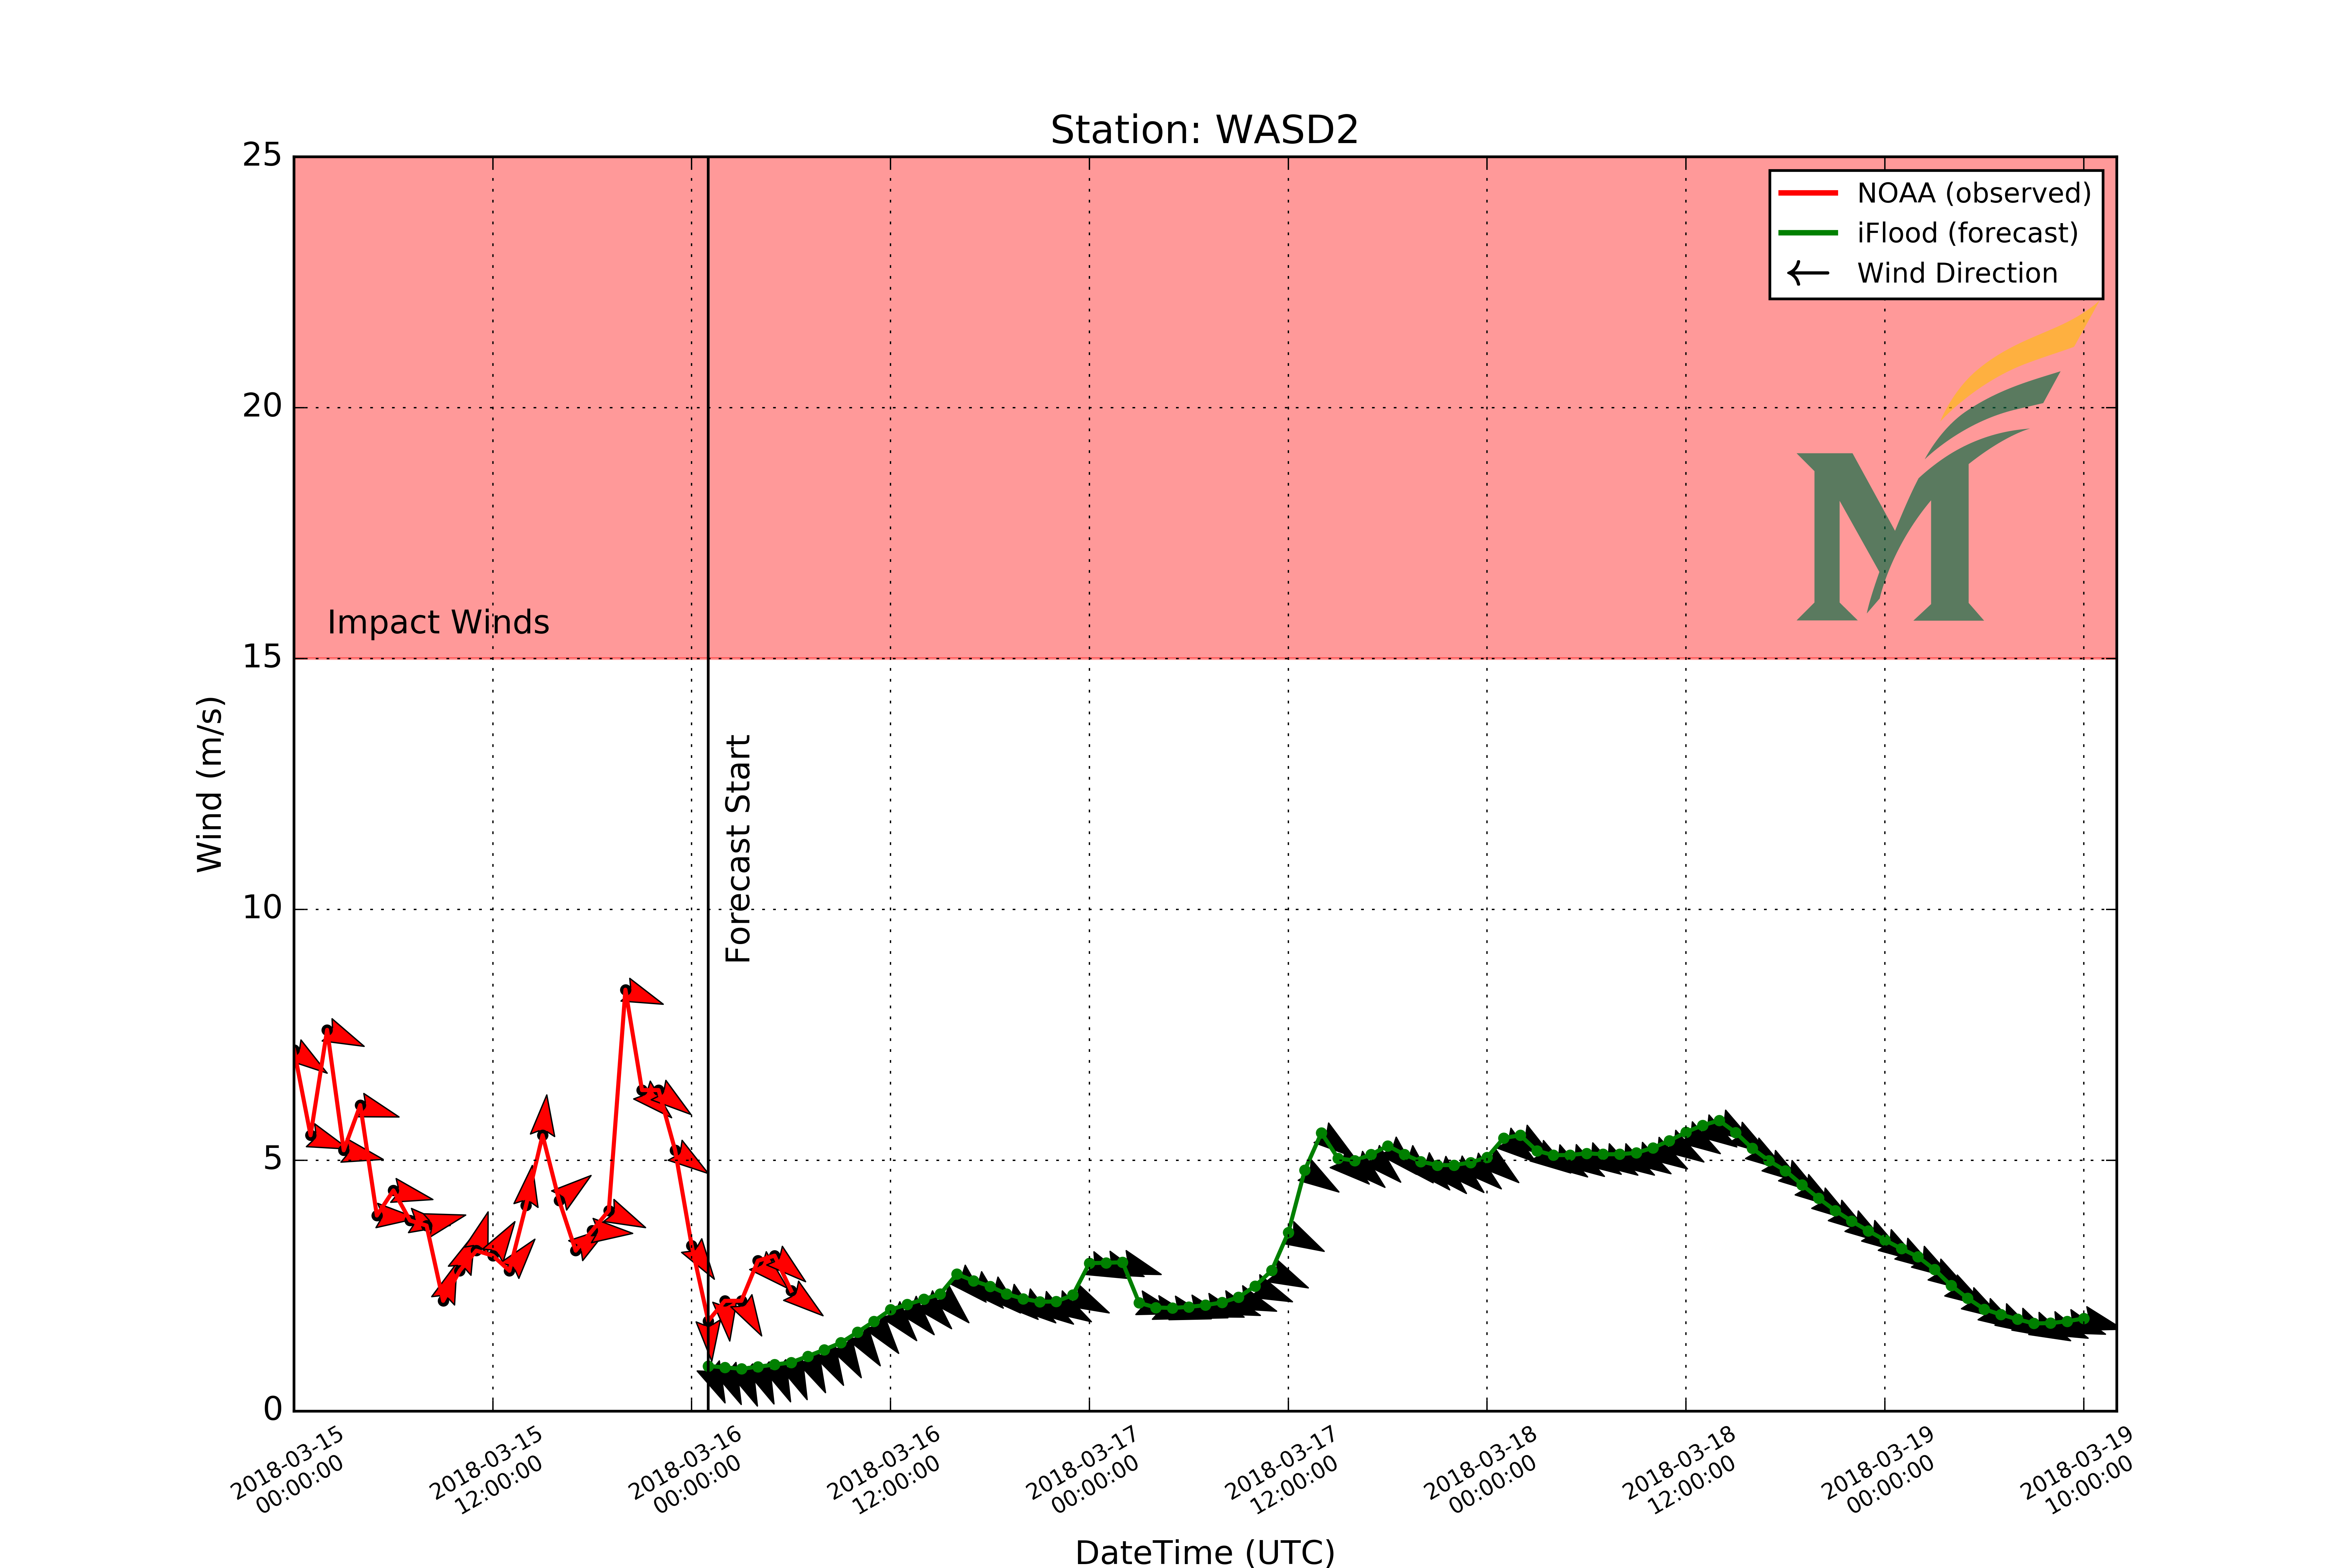 Station: WASD2
25
20
15
10
5
0
Wind (m/s)
NOAA (observed)
iFlood (forecast)
Wind Direction
M
Impact Winds
Forecast Start
2018-03-15
00:00:00
2018-03-15
12:00:00
2018-03-16
00:00:00
2018-03-16
12:00:00
2018-03-17
00:00:00
2018-03-17
12:00:00
2018-03-18
00:00:00
2018-03-18
12:00:00
2018-03-19
00:00:00
2018-03-19
10:00:00
DateTime (UTC)